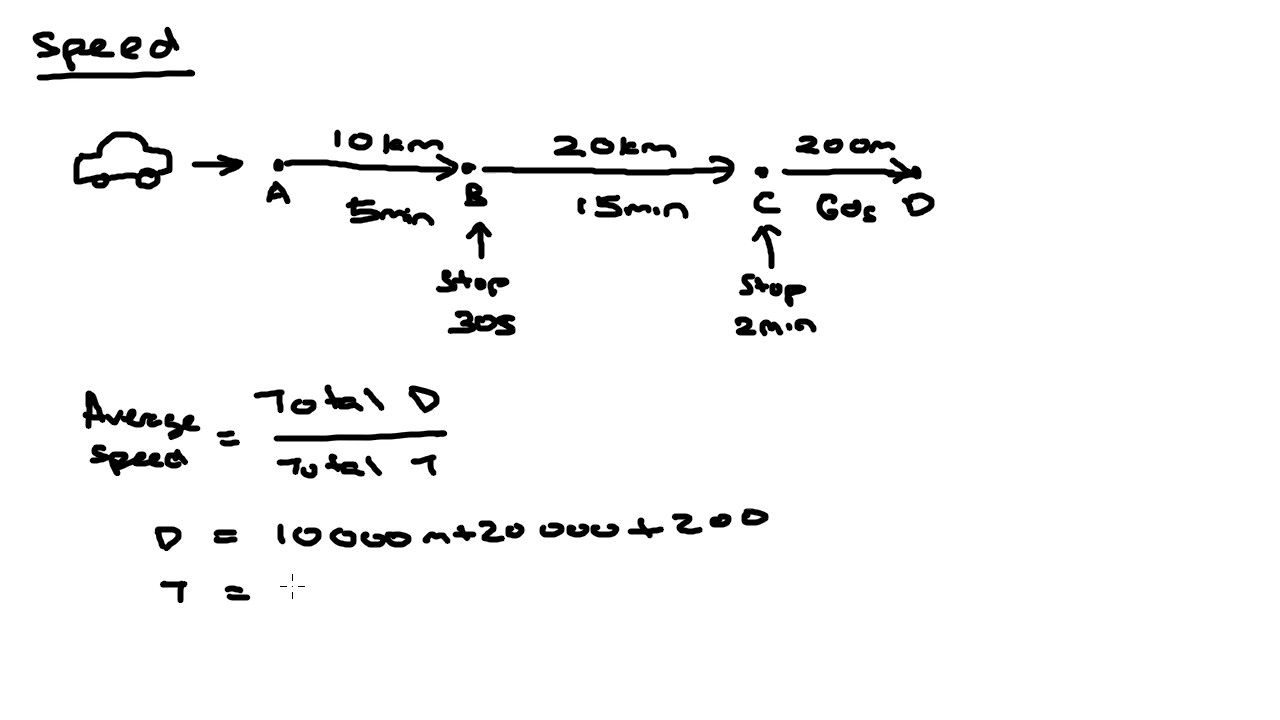 Speed
10km 20km 200m
A 5min B 15min C 60s D
Stop Stop
30s 2min
Total D
Average
speed =
Total T
D = 10000m+20000+200
T =